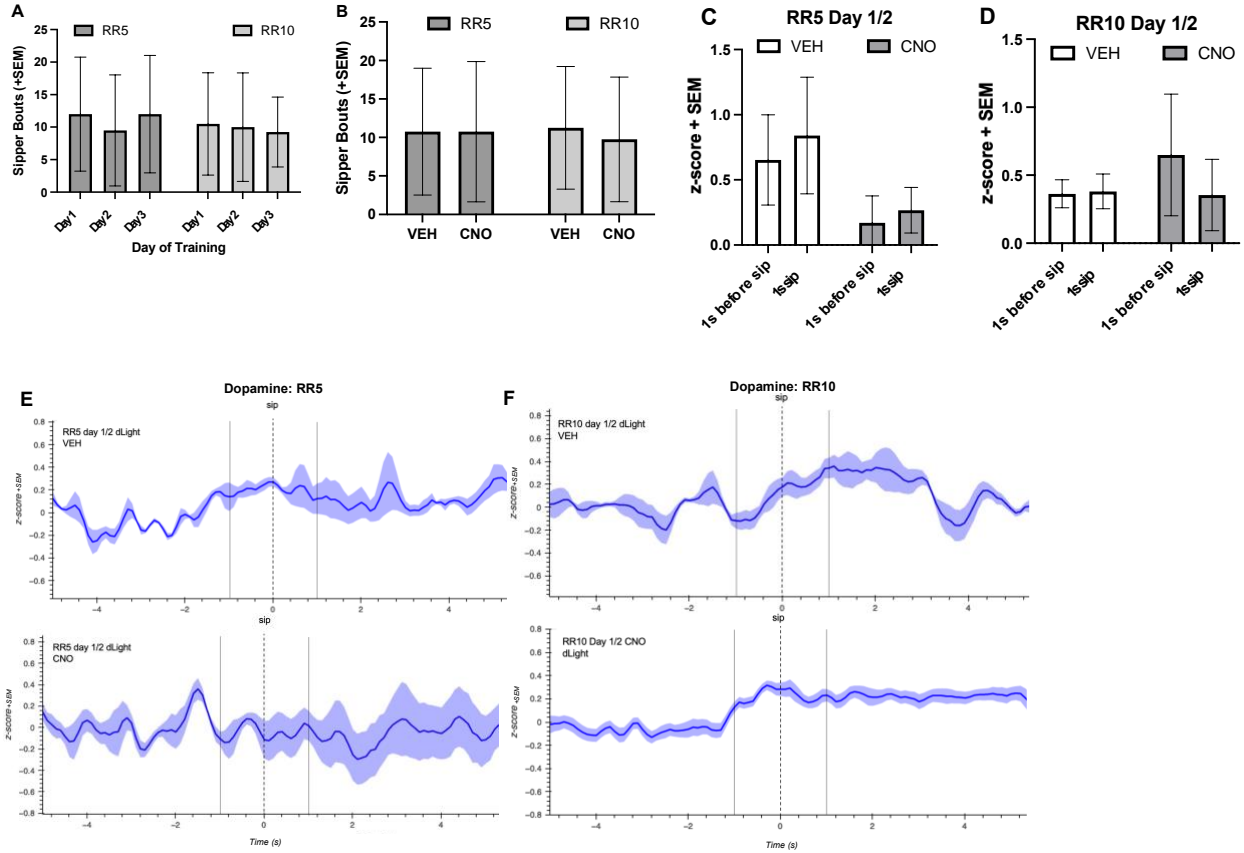 A
RR5
RR10
Sipper Bouts (+SEM)
25
20
15
10
5
0
Day1
Day2
Day3
Day1
Day2
Day3
Day of Training
B
RR5
RR10
Sipper Bouts (+SEM)
25
20
15
10
5
0
VEH
CNO
VEH
CNO
C
RR5 Day 1/2
VEH
CNO
z-score + SEM
1.5
1.0
0.5
0.0
1s before sip
1ssip
1s before sip
1ssip
D
RR10 Day 1/2
VEH
CNO
z-score + SEM
1.5
1.0
0.5
0.0
1s before sip
1ssip
1s before sip
1ssip
E
Dopamine: RR5
sip
RR5 day 1/2 dLight
VEH
z-score+SEM
0.8
0.6
0.4
0.2
0
-0.2
-0.4
-0.6
-4
-2
0
2
4
sip
RR5 day 1/2 dLight
CNO
z-score+SEM
0.8
0.6
0.4
0.2
0
-0.2
-0.4
-0.6
-0.8
-4
-2
0
2
4
Time (s)
F
Dopamine: RR10
sip
RR10 day 1/2 dLight
VEH
z-score+SEM
0.8
0.6
0.4
0.2
0
-0.2
-0.4
-0.6
-4
-2
0
2
4
sip
RR10 Day 1/2 CNO
dLight
z-score+SEM
0.8
0.6
0.4
0.2
0
-0.2
-0.4
-0.6
-0.8
-4
-2
0
2
4
Time (s)